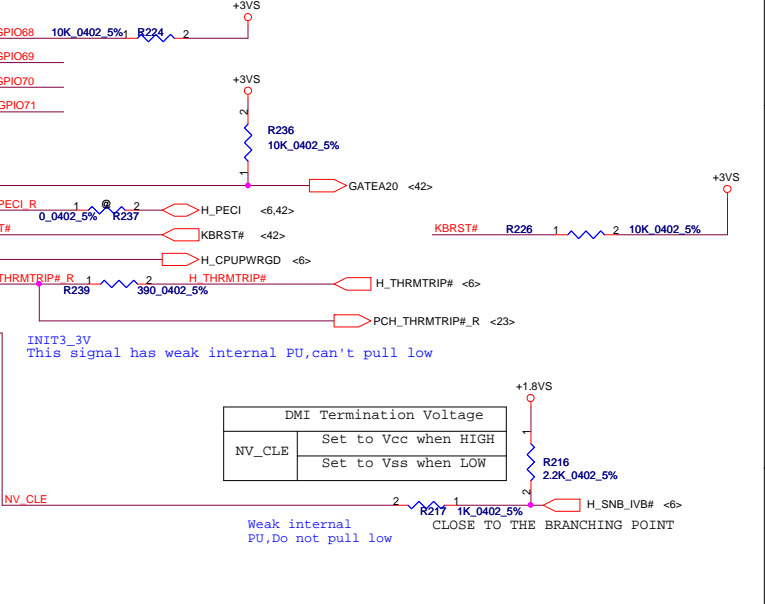 +3VS
GPIO68 10K_0402_5% 1 R224 2
GPIO69
GPIO70
GPIO71
+3VS
2
R236
10K_0402_5%
1
GATEA20 <42>
+3VS
PECI_R 1 @ 2 H_PECI <6,42>
0_0402_5% R237
T# KBRST# <42>
KBRST# R226 1 2 10K_0402_5%
H_CPUPWRGD <6>
THRMTRIP#_R 1 2 H_THRMTRIP# H_THRMTRIP# <6>
R239 390_0402_5%
PCH_THRMTRIP#_R <23>
INIT3_3V
This signal has weak internal PU,can't pull low
+1.8VS
DMI Termination Voltage
NV_CLE
Set to Vcc when HIGH
Set to Vss when LOW
1
R216
2.2K_0402_5%
2
NV_CLE 2 1 H_SNB_IVB# <6>
R217 1K_0402_5%
Weak internal
PU,Do not pull low
CLOSE TO THE BRANCHING POINT